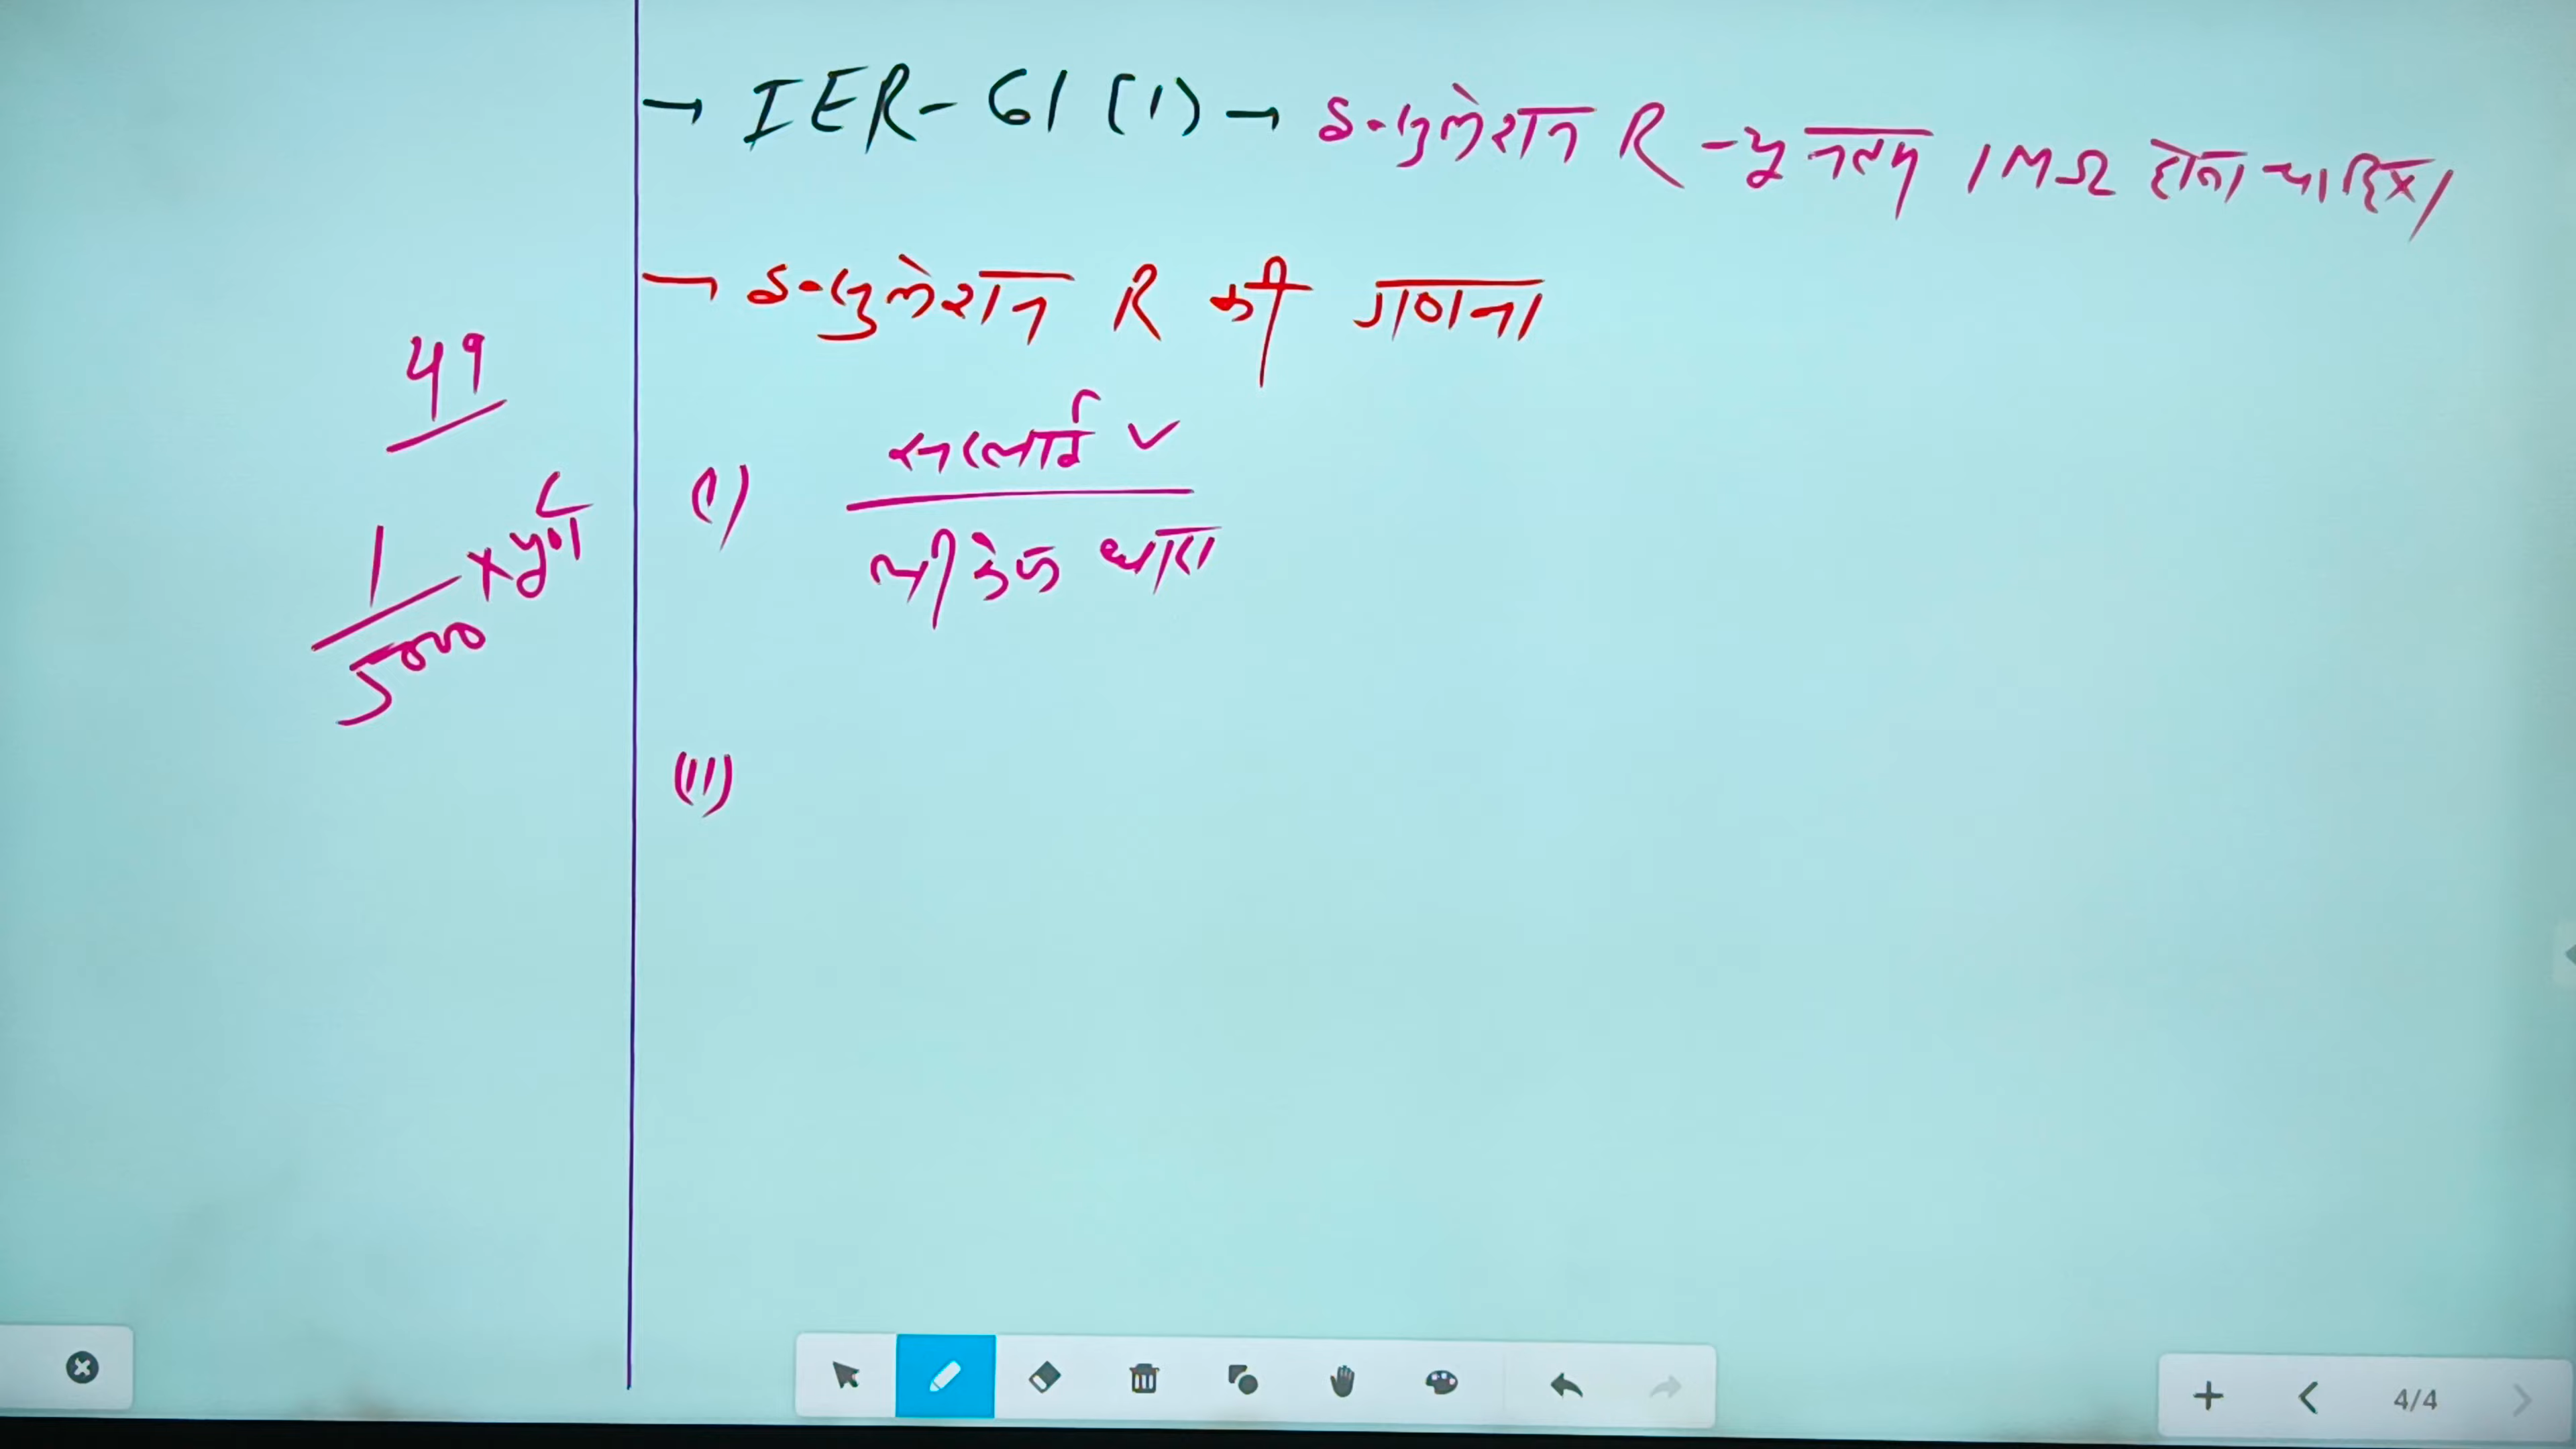 → IER-61 (1) → इन्सुलेशन R न्यूनतम 1MΩ होना चाहिए।
→ इन्सुलेशन R की गणना
49
(i) सप्लाई V
लीकेज धारा
1
5000 × पूर्ण
(ii)
4/4